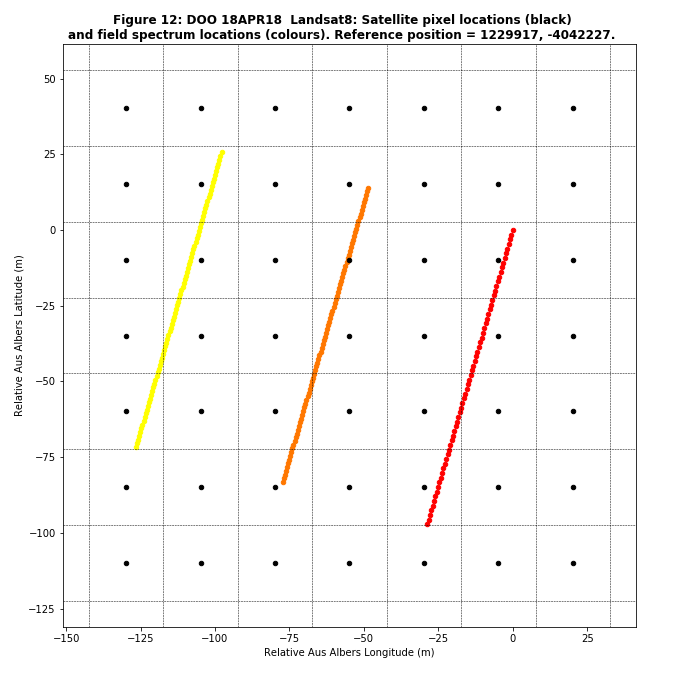 Figure 12: DOO 18APR18  Landsat8: Satellite pixel locations (black)
and field spectrum locations (colours). Reference position = 1229917, -4042227.
50
25
0
−25
−50
−75
−100
−125
Relative Aus Albers Latitude (m)
−150 −125 −100 −75 −50 −25 0 25
Relative Aus Albers Longitude (m)